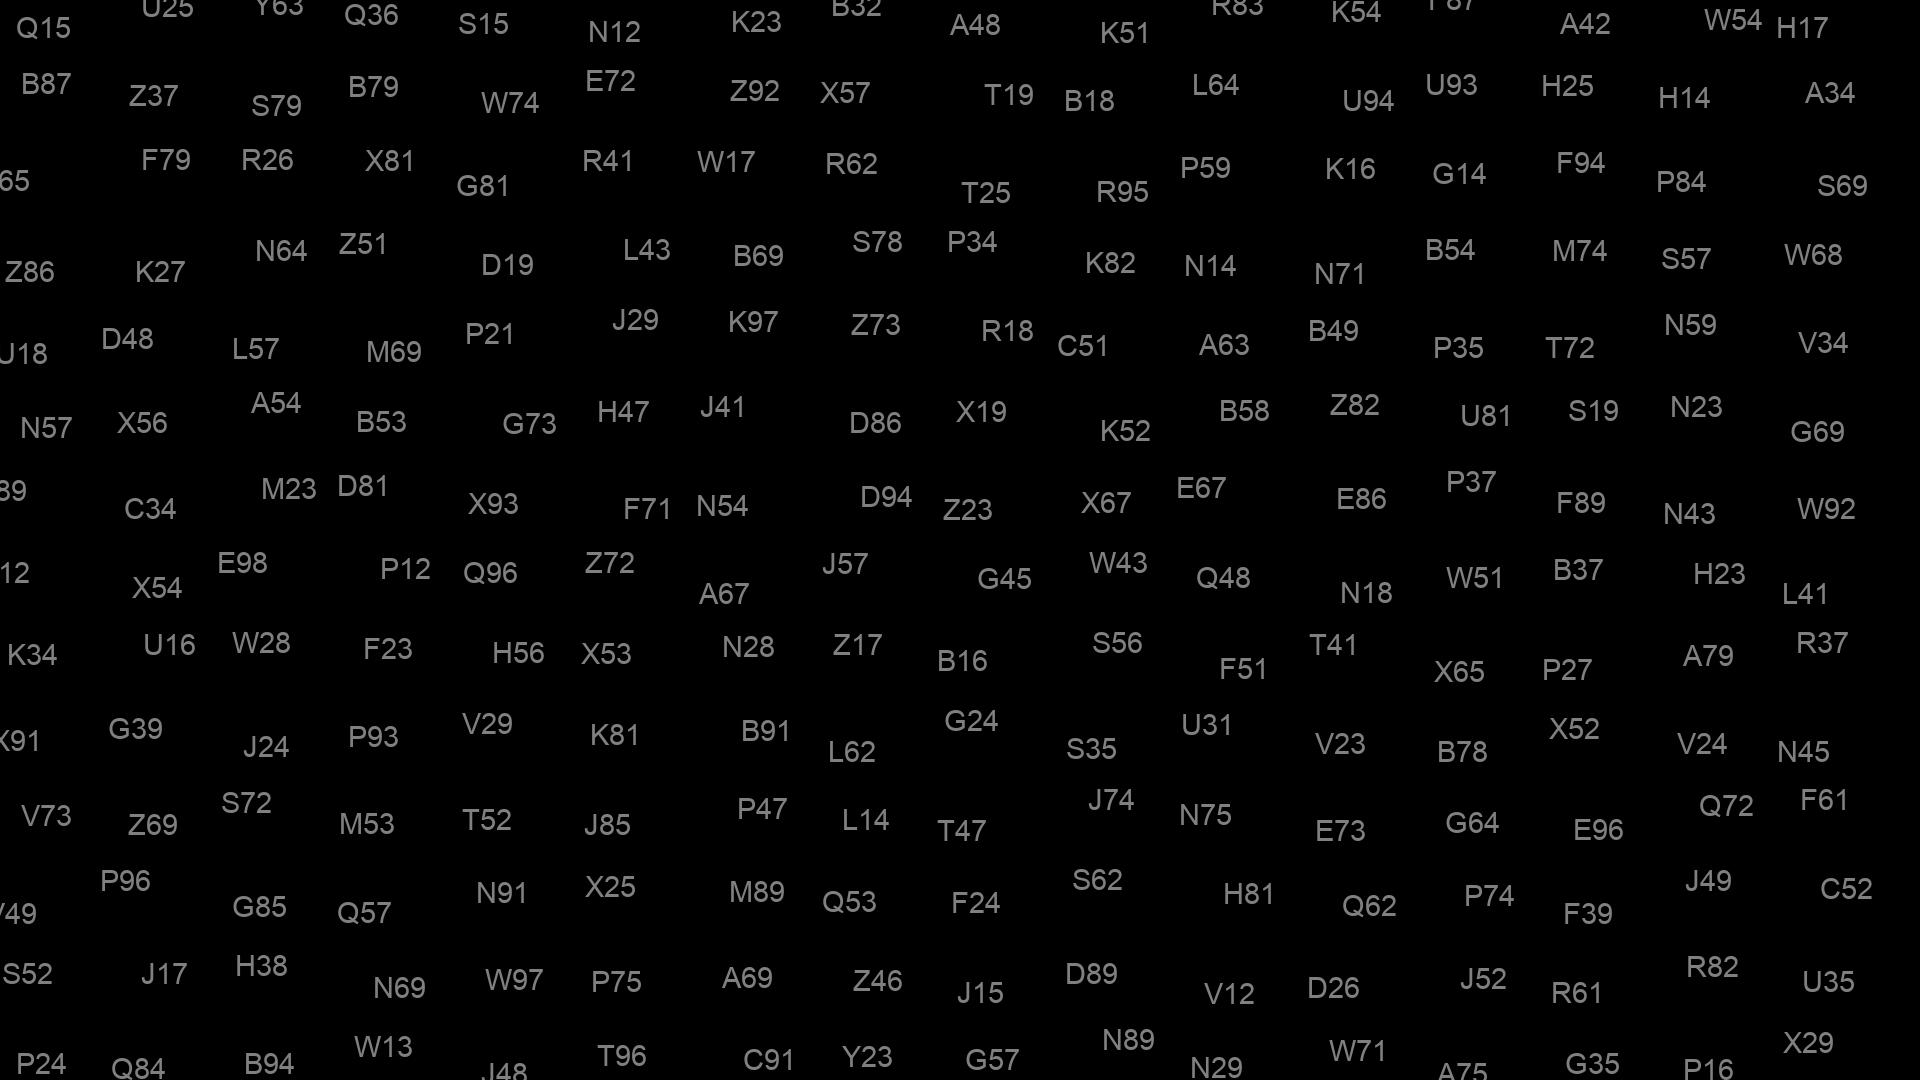 Q15 U25 Y63 Q36 S15 N12 K23 B32 A48 K51 R83 K54 A42 W54 H17
B87 Z37 S79 B79 W74 E72 Z92 X57 T19 B18 L64 U94 U93 H25 H14 A34
65 F79 R26 X81 G81 R41 W17 R62 T25 R95 P59 K16 G14 F94 P84 S69
Z86 K27 N64 Z51 D19 L43 B69 S78 P34 K82 N14 N71 B54 M74 S57 W68
U18 D48 L57 M69 P21 J29 K97 Z73 R18 C51 A63 B49 P35 T72 N59 V34
N57 X56 A54 B53 G73 H47 J41 D86 X19 K52 B58 Z82 U81 S19 N23 G69
89 C34 M23 D81 X93 F71 N54 D94 Z23 X67 E67 E86 P37 F89 N43 W92
12 X54 E98 P12 Q96 Z72 A67 J57 G45 W43 Q48 N18 W51 B37 H23 L41
K34 U16 W28 F23 H56 X53 N28 Z17 B16 S56 F51 T41 X65 P27 A79 R37
X91 G39 J24 P93 V29 K81 B91 L62 G24 S35 U31 V23 B78 X52 V24 N45
V73 Z69 S72 M53 T52 J85 P47 L14 T47 J74 N75 E73 G64 E96 Q72 F61
49 P96 G85 Q57 N91 X25 M89 Q53 F24 S62 H81 Q62 P74 F39 J49 C52
S52 J17 H38 N69 W97 P75 A69 Z46 J15 D89 V12 D26 J52 R61 R82 U35
P24 Q84 B94 W13 J48 T96 C91 Y23 G57 N89 N29 W71 A75 G35 P16 X29